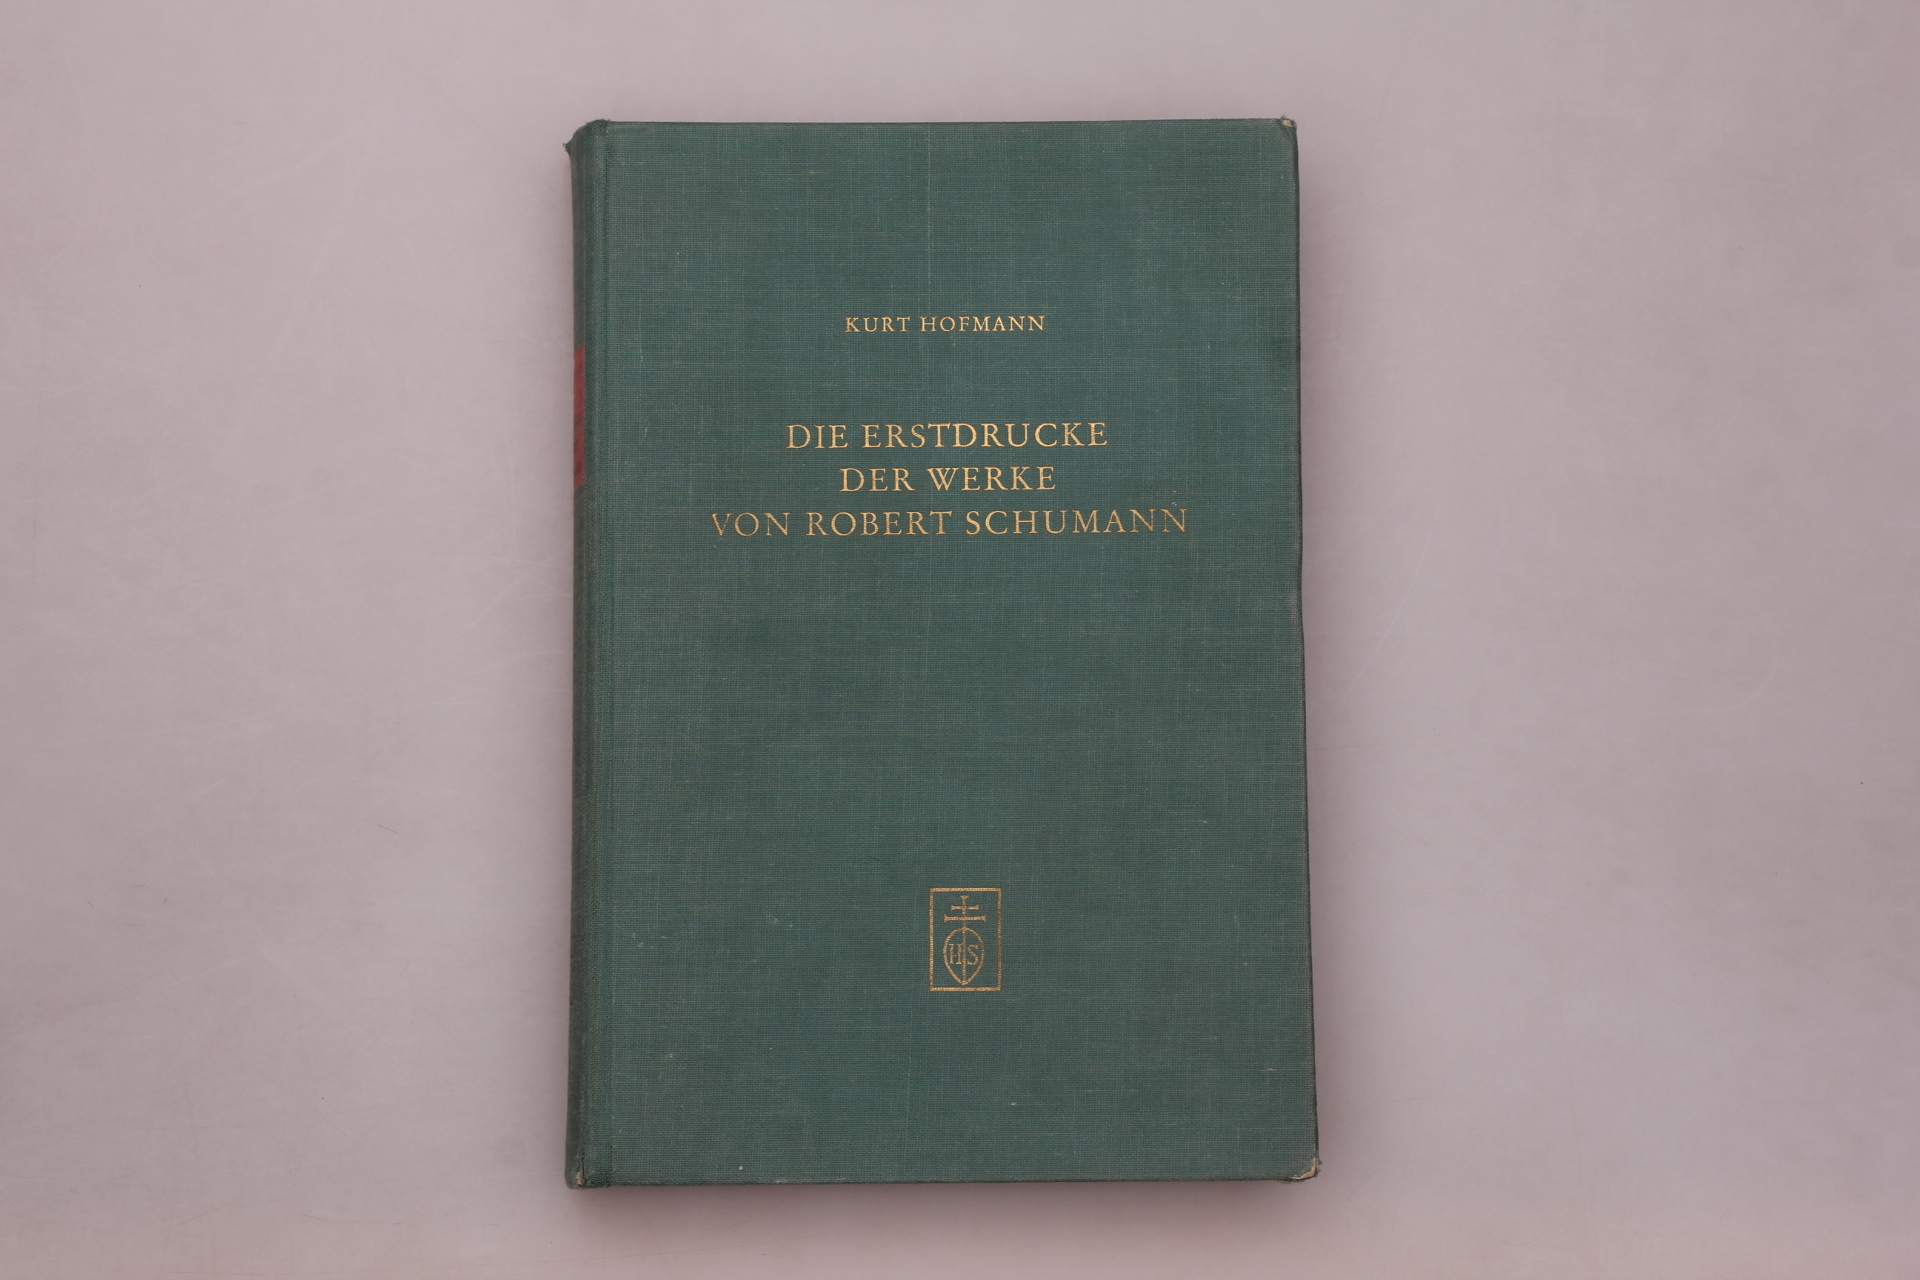 KURT HOFMANN
DIE ERSTDRUCKE
DER WERKE
VON ROBERT SCHUMANN
HS